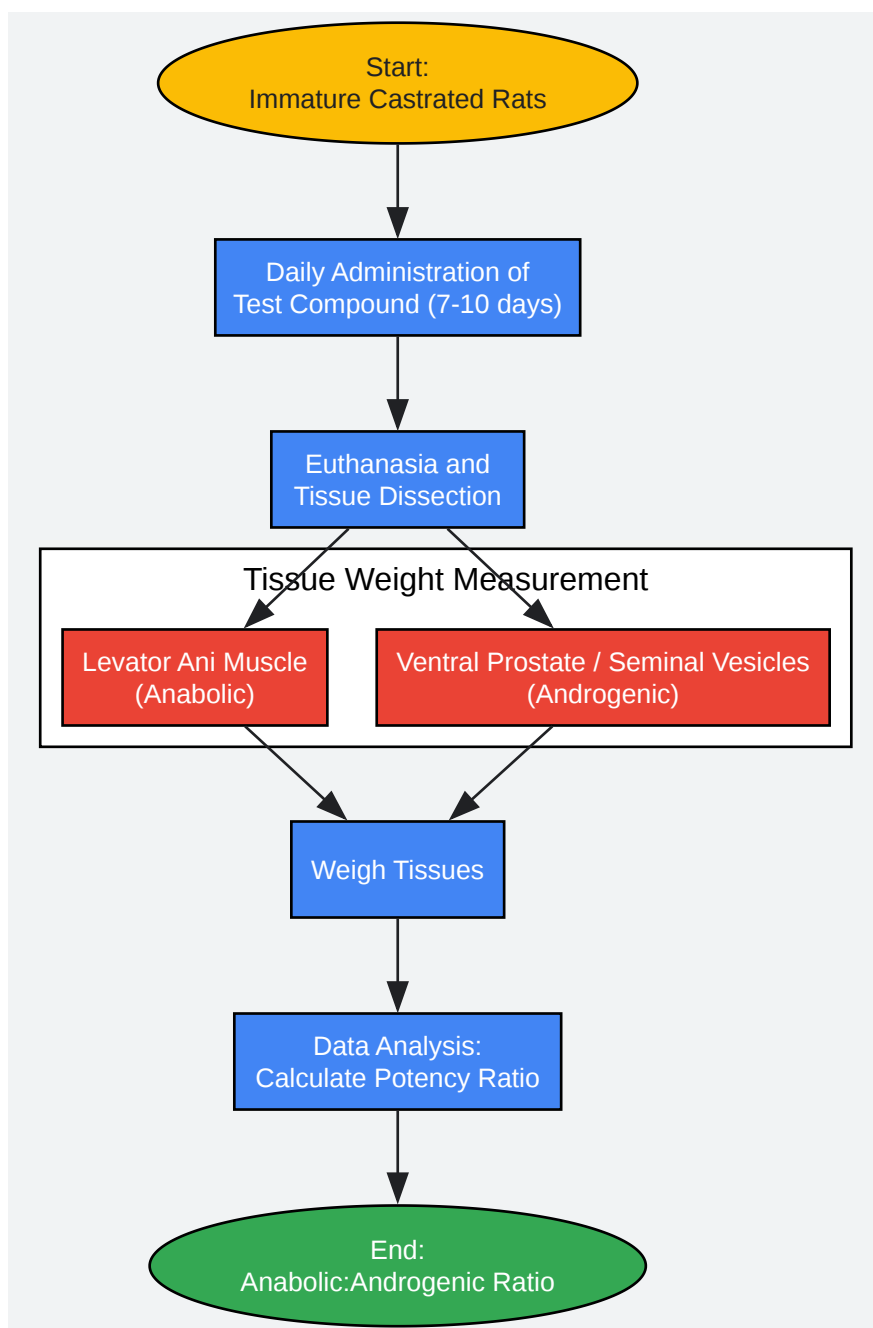 Start:
Immature Castrated Rats
Daily Administration of
Test Compound (7-10 days)
Euthanasia and
Tissue Dissection
Tissue Weight Measurement
Levator Ani Muscle
(Anabolic)
Ventral Prostate / Seminal Vesicles
(Androgenic)
Weigh Tissues
Data Analysis:
Calculate Potency Ratio
End:
Anabolic:Androgenic Ratio